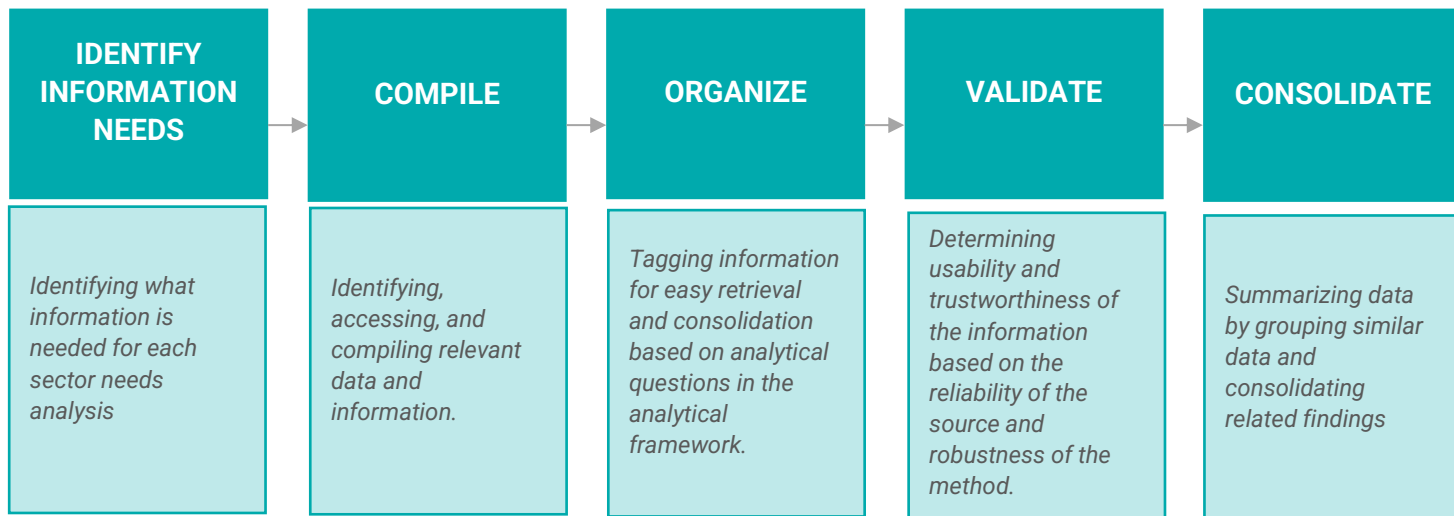 IDENTIFY
INFORMATION
NEEDS
COMPILE
ORGANIZE
VALIDATE
CONSOLIDATE
Identifying what
information is
needed for each
sector needs
analysis
Identifying,
accessing, and
compiling relevant
data and
information.
Tagging information
for easy retrieval
and consolidation
based on analytical
questions in the
analytical
framework.
Determining
usability and
trustworthiness of
the information
based on the
reliability of the
source and
robustness of the
method.
Summarizing data
by grouping similar
data and
consolidating
related findings